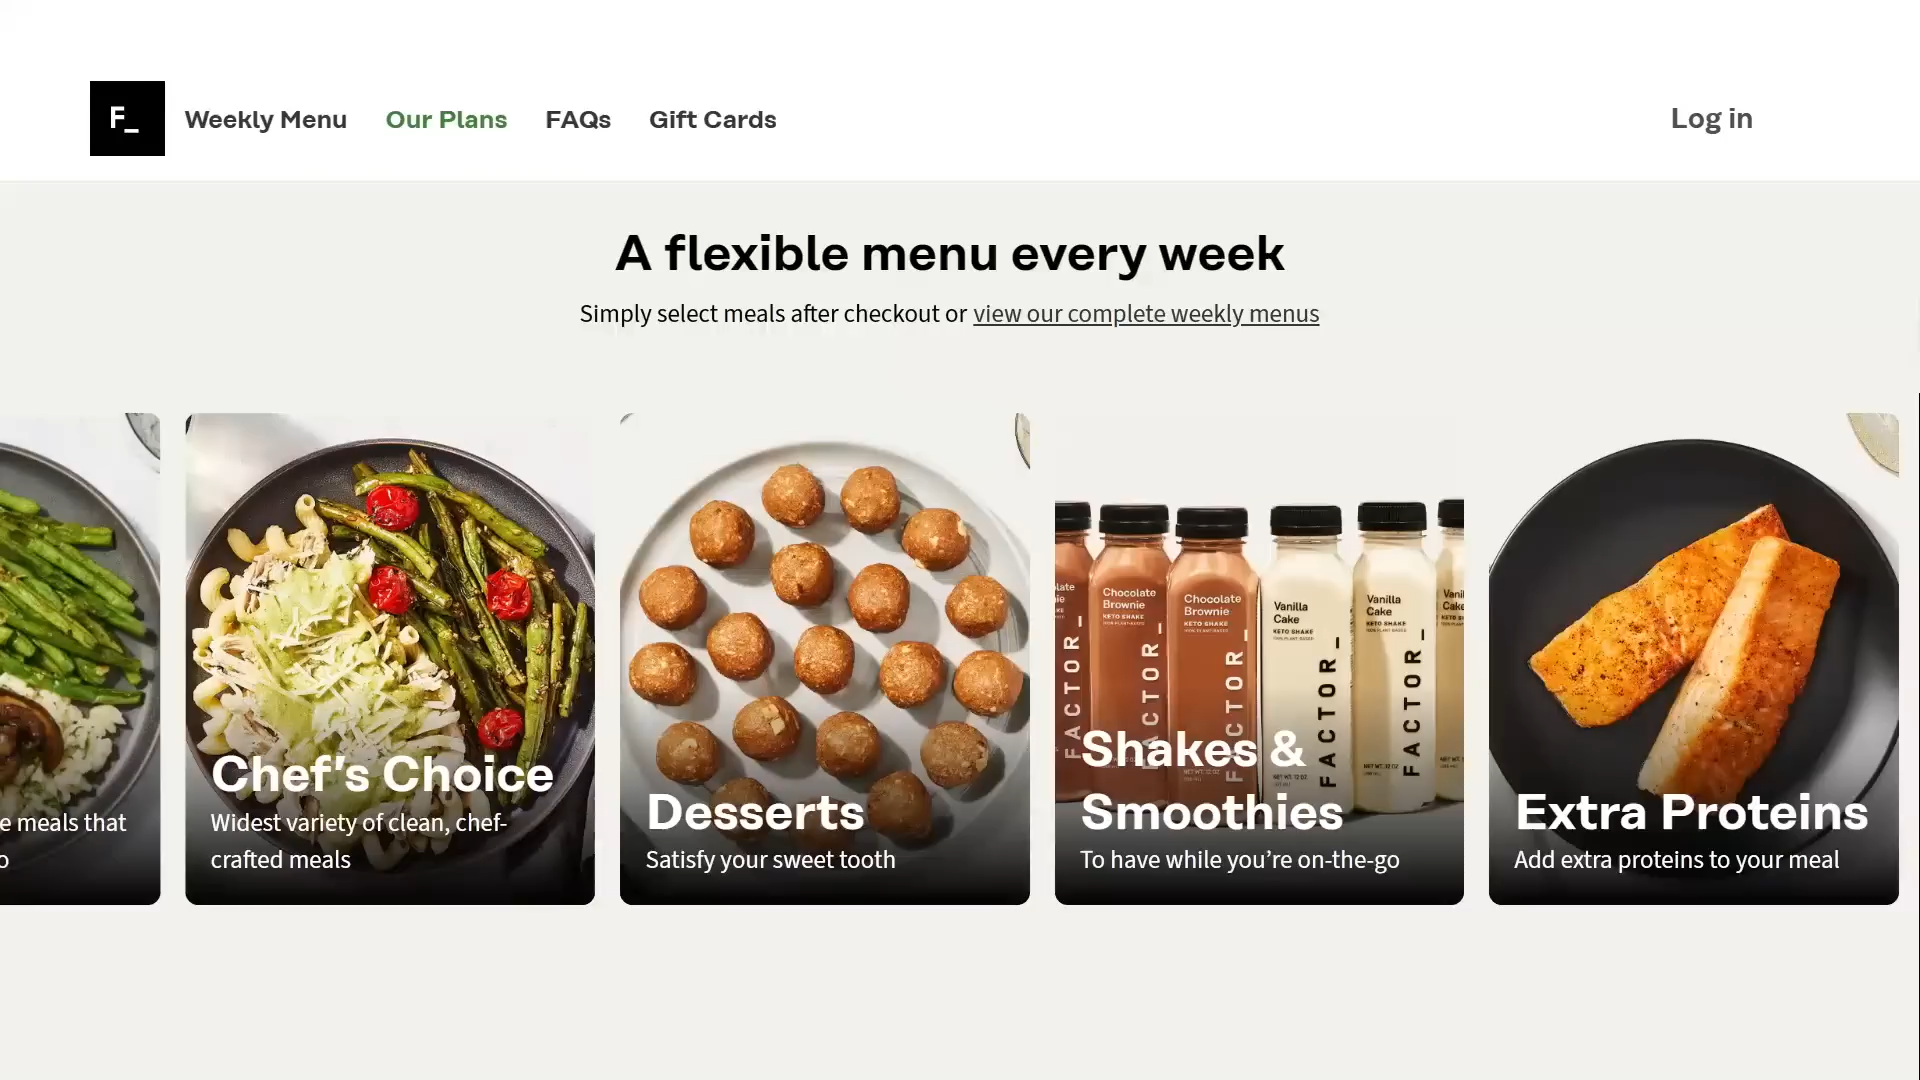 F_
Weekly Menu
Our Plans
FAQs
Gift Cards
Log in
A flexible menu every week
Simply select meals after checkout or view our complete weekly menus
e meals that
o
Chef's Choice
Widest variety of clean, chef-
crafted meals
Desserts
Satisfy your sweet tooth
Chocolate
Brownie
KETO SHAKE
FACTOR_
Chocolate
Brownie
KETO SHAKE
FACTOR_
Vanilla
Cake
KETO SHAKE
FACTOR_
Vanilla
Cake
KETO SHAKE
FACTOR_
FACTOR_
Shakes &
Smoothies
To have while you're on-the-go
Extra Proteins
Add extra proteins to your meal